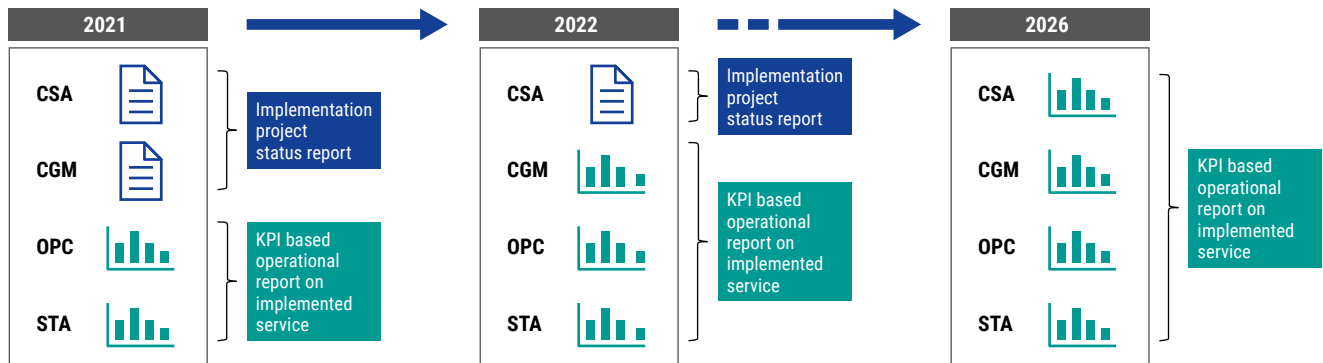 2021
CSA
CGM
OPC
STA
Implementation
project
status report
KPI based
operational
report on
implemented
service
2022
CSA
CGM
OPC
STA
Implementation
project
status report
KPI based
operational
report on
implemented
service
2026
CSA
CGM
OPC
STA
KPI based
operational
report on
implemented
service